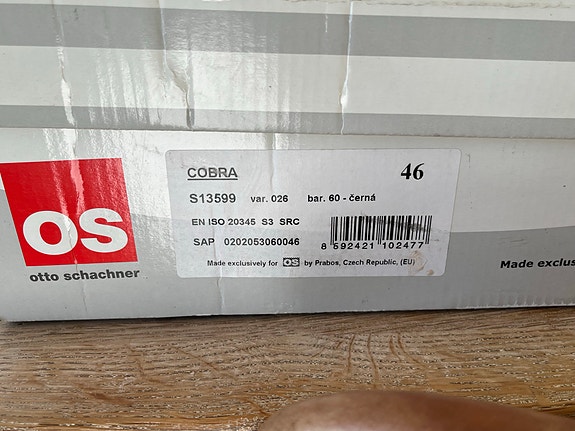 OS
otto schachner
COBRA 46
S13599 var. 026 bar. 60 - černá
EN ISO 20345 S3 SRC
SAP 0202053060046
8 592421 102477
Made exclusively for OS by Prabos, Czech Republic, (EU)
Made exclus